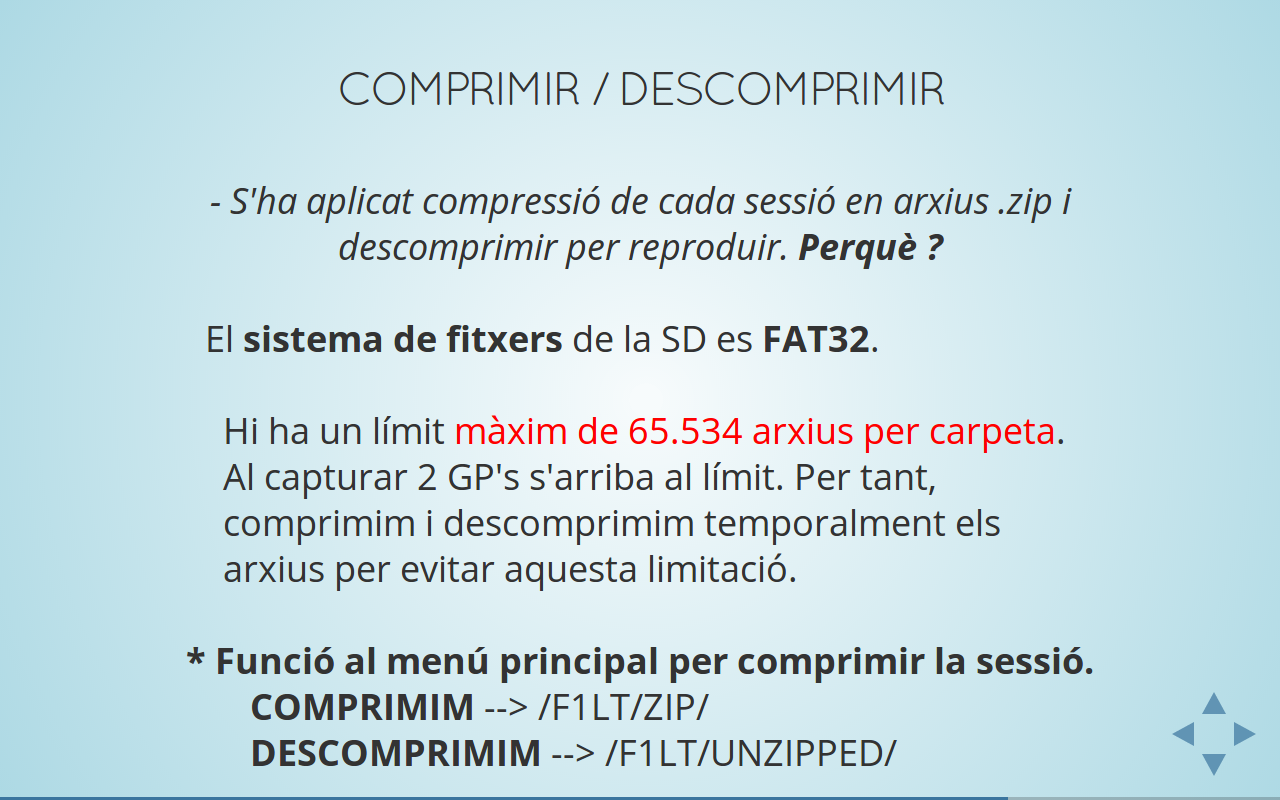 COMPRIMIR / DESCOMPRIMIR
- S'ha aplicat compressió de cada sessió en arxius .zip i
descomprimir per reproduir. Perquè ?
El sistema de fitxers de la SD es FAT32.
Hi ha un límit màxim de 65.534 arxius per carpeta.
Al capturar 2 GP's s'arriba al límit. Per tant,
comprimim i descomprimim temporalment els
arxius per evitar aquesta limitació.
* Funció al menú principal per comprimir la sessió.
COMPRIMIM --> /F1LT/ZIP/
DESCOMPRIMIM --> /F1LT/UNZIPPED/